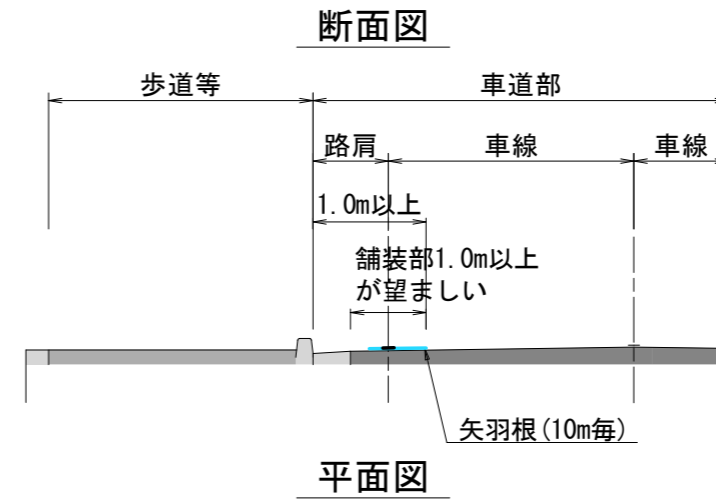 断面図
歩道等
車道部
路肩
車線
車線
1.0m以上
舗装部1.0m以上
が望ましい
矢羽根(10m毎)
平面図